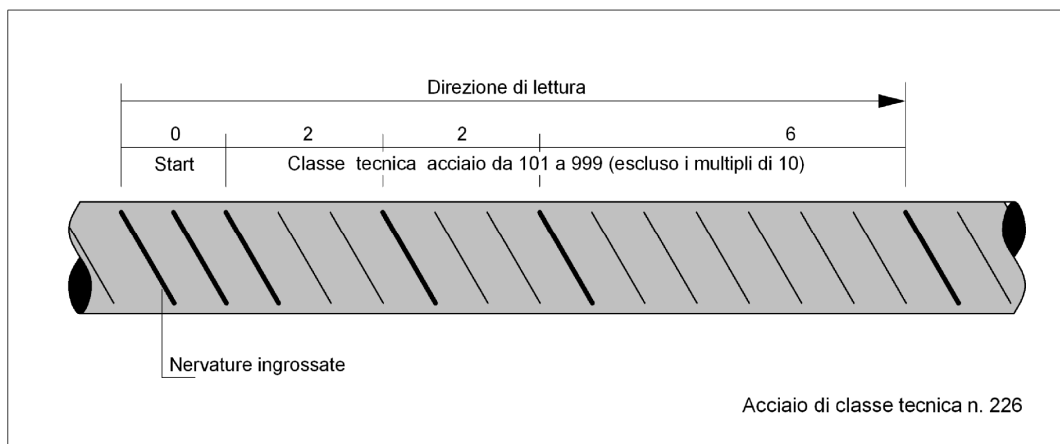 Direzione di lettura
0 2 2 6
Start Classe tecnica acciaio da 101 a 999 (escluso i multipli di 10)
Nervature ingrossate
Acciaio di classe tecnica n. 226